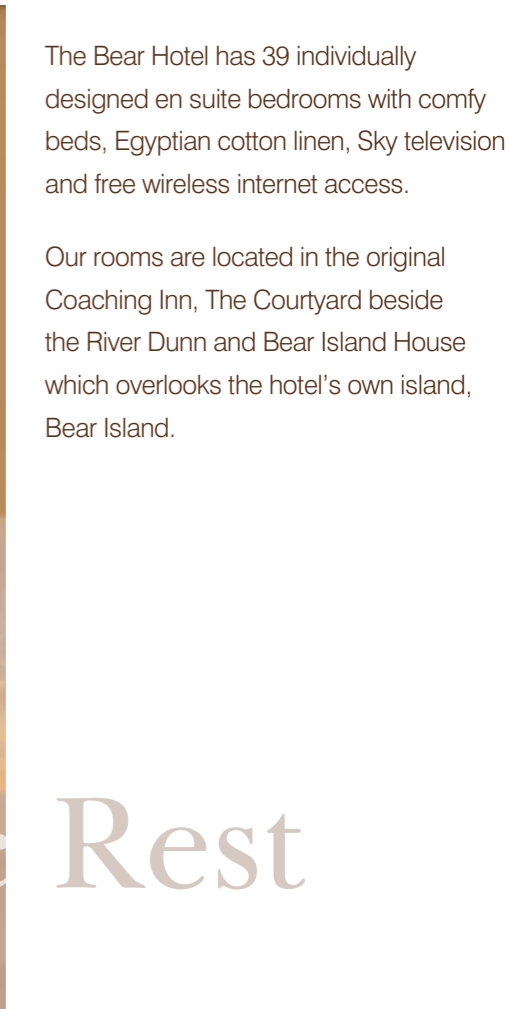 The Bear Hotel has 39 individually
designed en suite bedrooms with comfy
beds, Egyptian cotton linen, Sky television
and free wireless internet access.
Our rooms are located in the original
Coaching Inn, The Courtyard beside
the River Dunn and Bear Island House
which overlooks the hotel’s own island,
Bear Island.
Rest